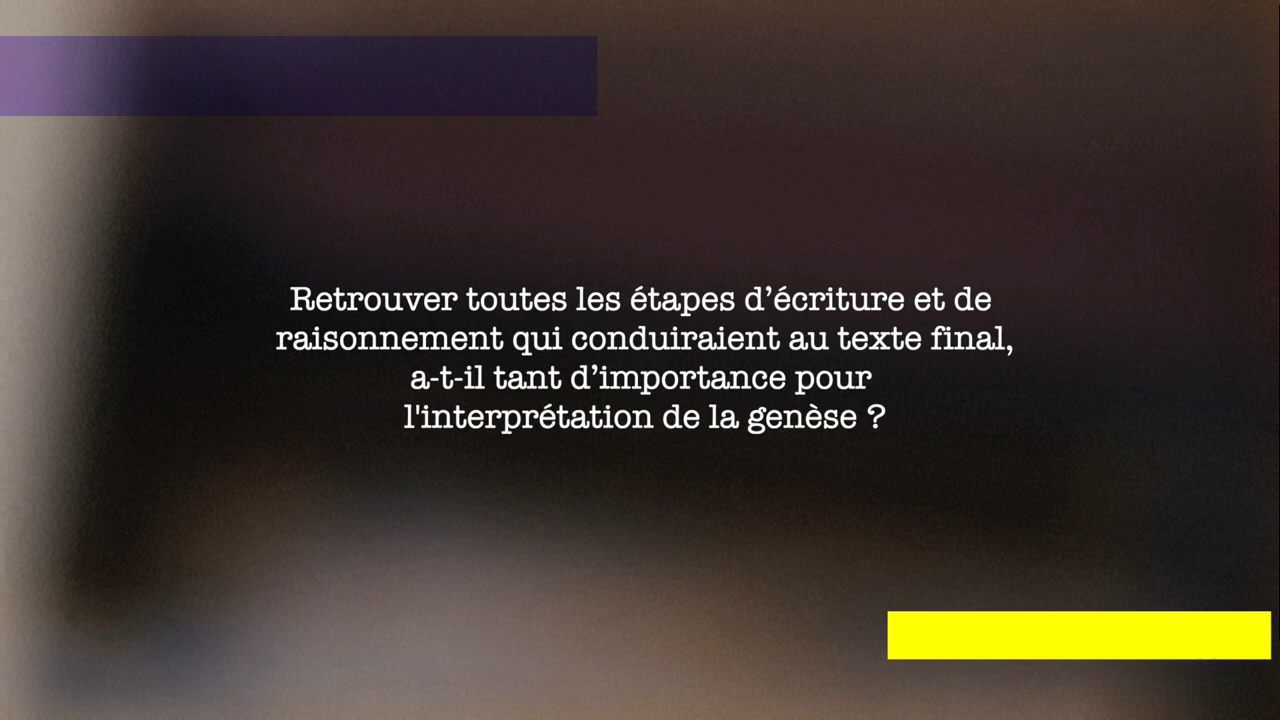 Retrouver toutes les étapes d’écriture et de
raisonnement qui conduiraient au texte final,
a-t-il tant d’importance pour
l'interprétation de la genèse ?